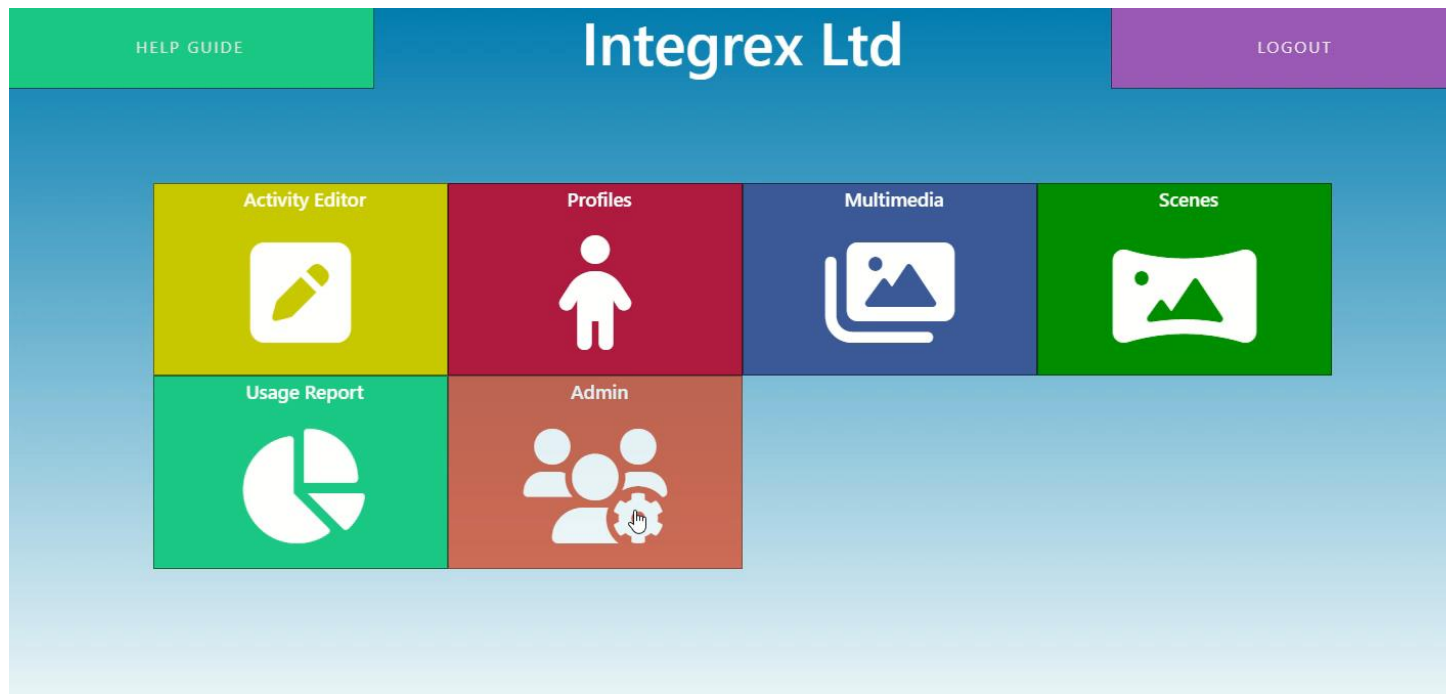 HELP GUIDE
Integrex Ltd
LOGOUT
Activity Editor
Profiles
Multimedia
Scenes
Usage Report
Admin